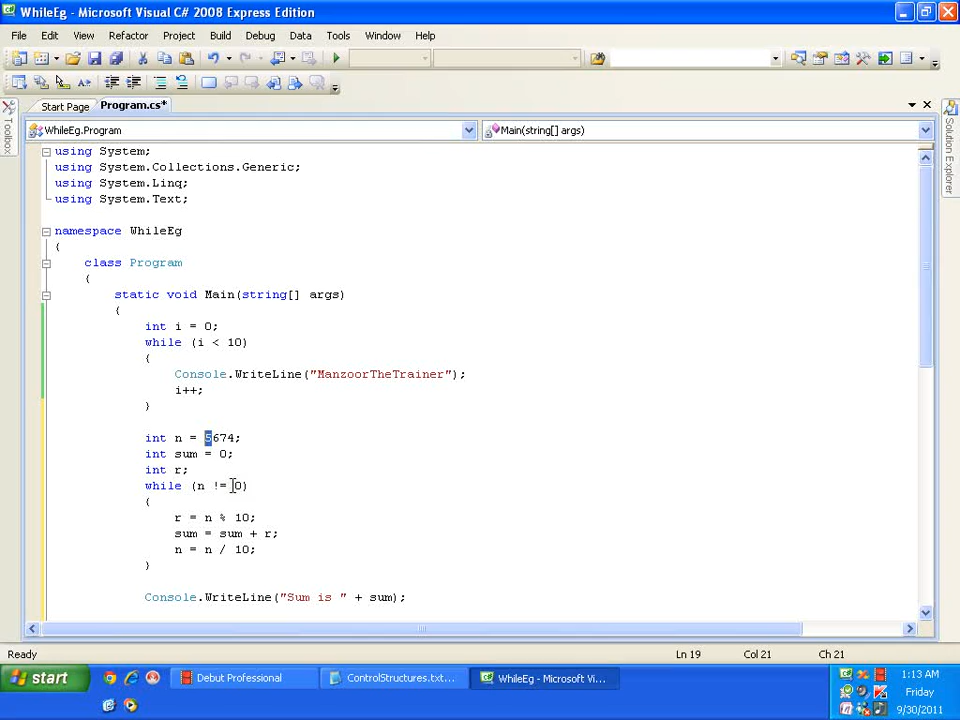 WhileEg - Microsoft Visual C# 2008 Express Edition
File Edit View Refactor Project Build Debug Data Tools Window Help
Start Page Program.cs*
WhileEg.Program Main(string[] args)
Toolbox
Solution Explorer
using System;
using System.Collections.Generic;
using System.Linq;
using System.Text;
namespace WhileEg
{
class Program
{
static void Main(string[] args)
{
int i = 0;
while (i < 10)
{
Console.WriteLine("ManzoorTheTrainer");
i++;
}
int n = 5674;
int sum = 0;
int r;
while (n != 0)
{
r = n % 10;
sum = sum + r;
n = n / 10;
}
Console.WriteLine("Sum is " + sum);
Ready Ln 19 Col 21 Ch 21
start Debut Professional ControlStructures.txt... WhileEg - Microsoft Vi... 1:13 AM
Friday
9/30/2011